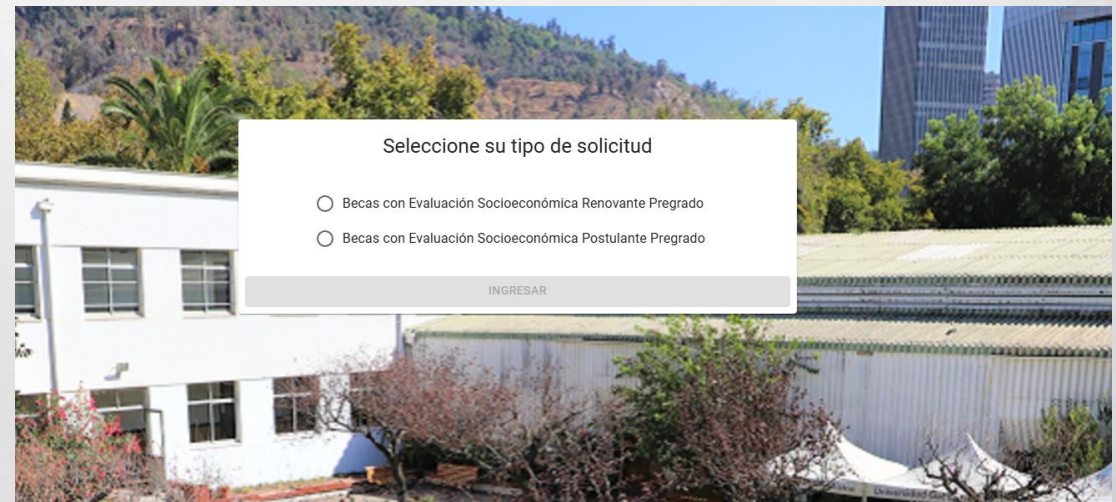 Seleccione su tipo de solicitud
Becas con Evaluación Socioeconómica Renovante Pregrado
Becas con Evaluación Socioeconómica Postulante Pregrado
INGRESAR